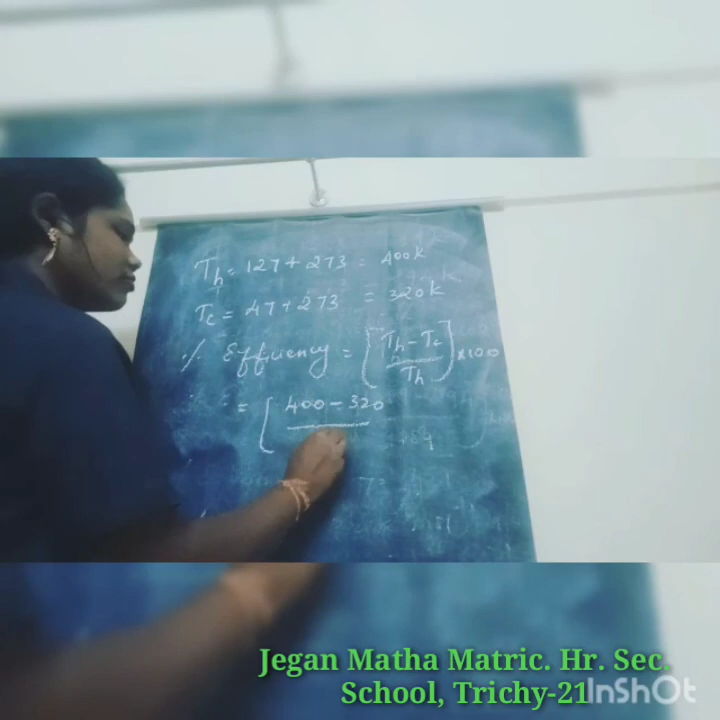 Th = 127 + 273 = 400k
Tc = 47 + 273 = 320k
% Efficiency = [Th - Tc / Th] × 100
= [400 - 320
Jegan Matha Matric. Hr. Sec.
School, Trichy-21
InShOt